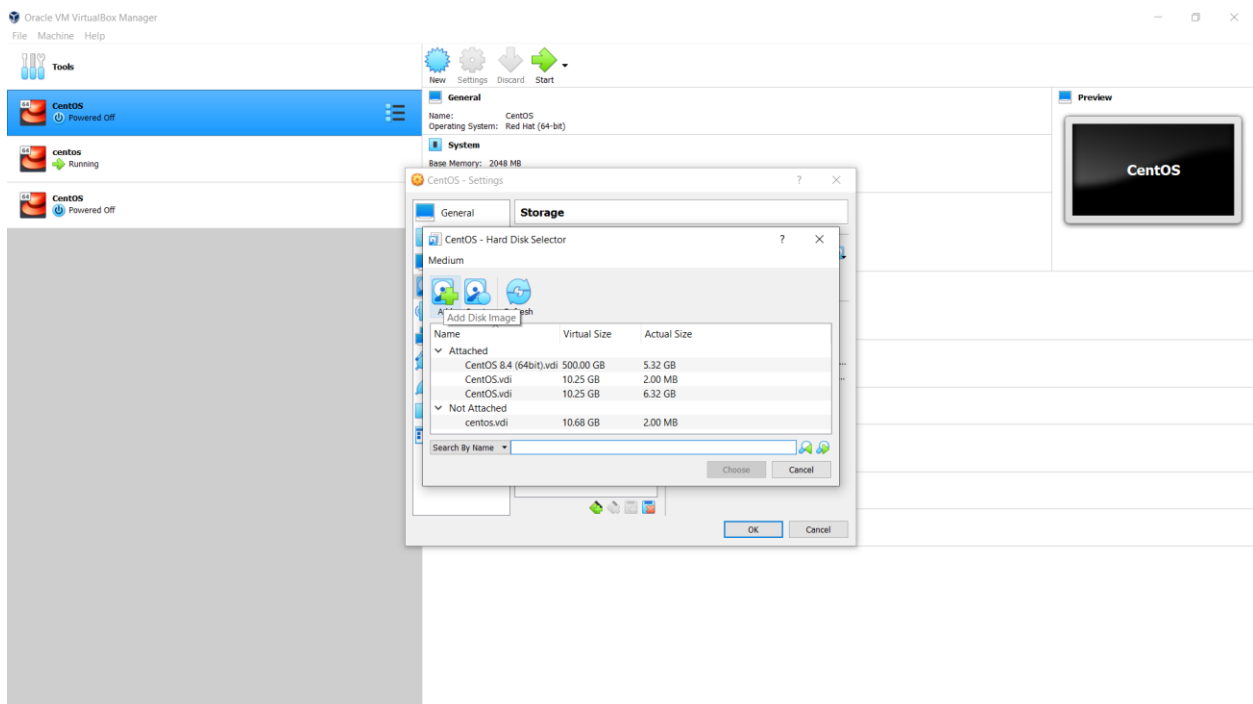 Oracle VM VirtualBox Manager
File Machine Help
Tools
New Settings Discard Start
64 CentOS
Powered Off
64 centos
Running
64 CentOS
Powered Off
General
Name: CentOS
Operating System: Red Hat (64-bit)
System
Base Memory: 2048 MB
Preview
CentOS
CentOS - Settings ?
General
Storage
CentOS - Hard Disk Selector ?
Medium
Add Disk Image
Name Virtual Size Actual Size
Attached
CentOS 8.4 (64bit).vdi 500.00 GB 5.32 GB
CentOS.vdi 10.25 GB 2.00 MB
CentOS.vdi 10.25 GB 6.32 GB
Not Attached
centos.vdi 10.68 GB 2.00 MB
Search By Name
Choose Cancel
OK Cancel